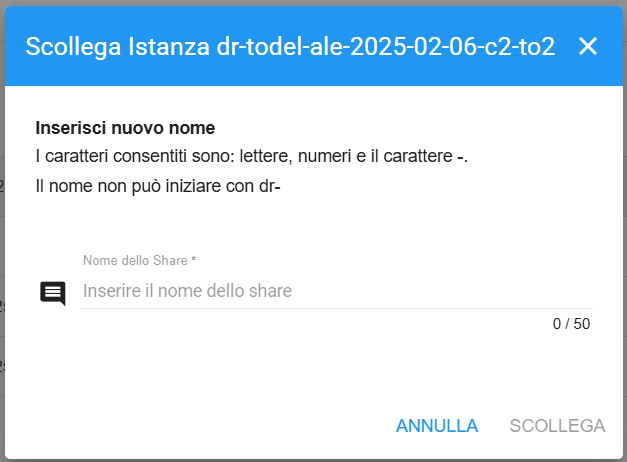 Scollega Istanza dr-todel-ale-2025-02-06-c2-to2
Inserisci nuovo nome
I caratteri consentiti sono: lettere, numeri e il carattere -.
Il nome non può iniziare con dr-
Nome dello Share *
Inserire il nome dello share
0 / 50
ANNULLA SCOLLEGA